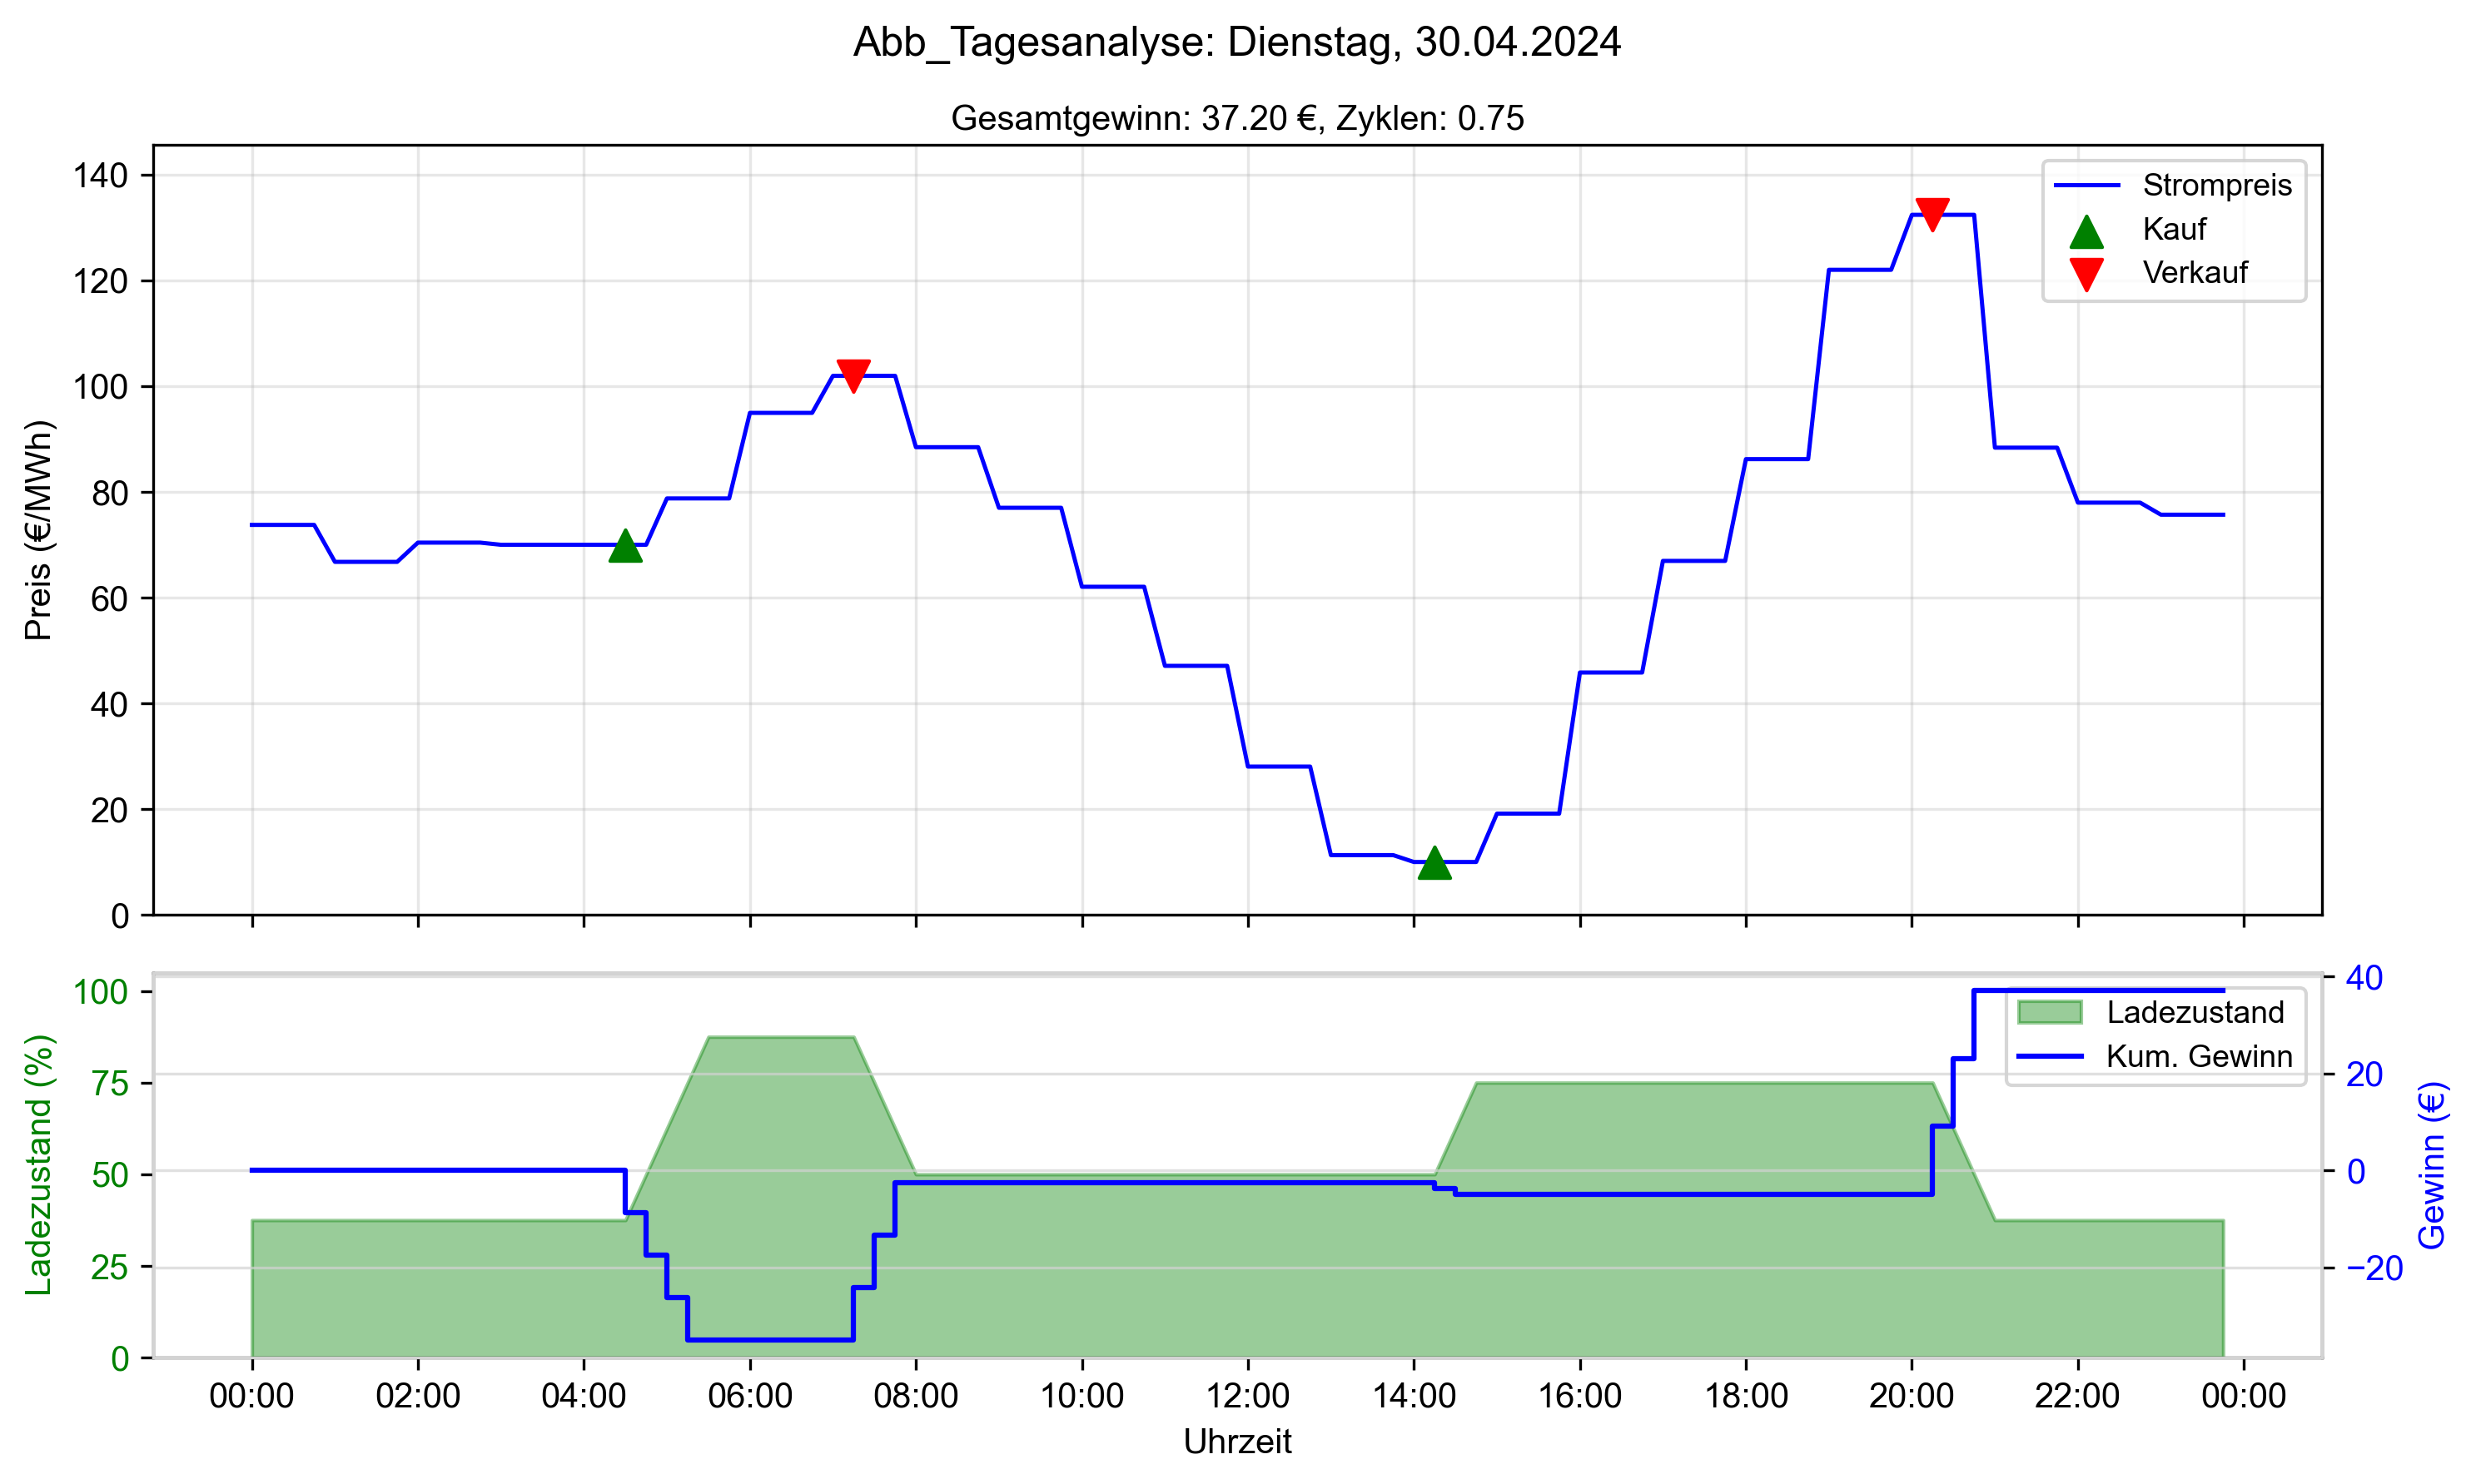 Abb_Tagesanalyse: Dienstag, 30.04.2024
Gesamtgewinn: 37.20 €, Zyklen: 0.75
Preis (€/MWh)
140
120
100
80
60
40
20
0
Strompreis
Kauf
Verkauf
Ladezustand (%)
100
75
50
25
0
Ladezustand
Kum. Gewinn
40
20
0
−20
Gewinn (€)
00:00 02:00 04:00 06:00 08:00 10:00 12:00 14:00 16:00 18:00 20:00 22:00 00:00
Uhrzeit